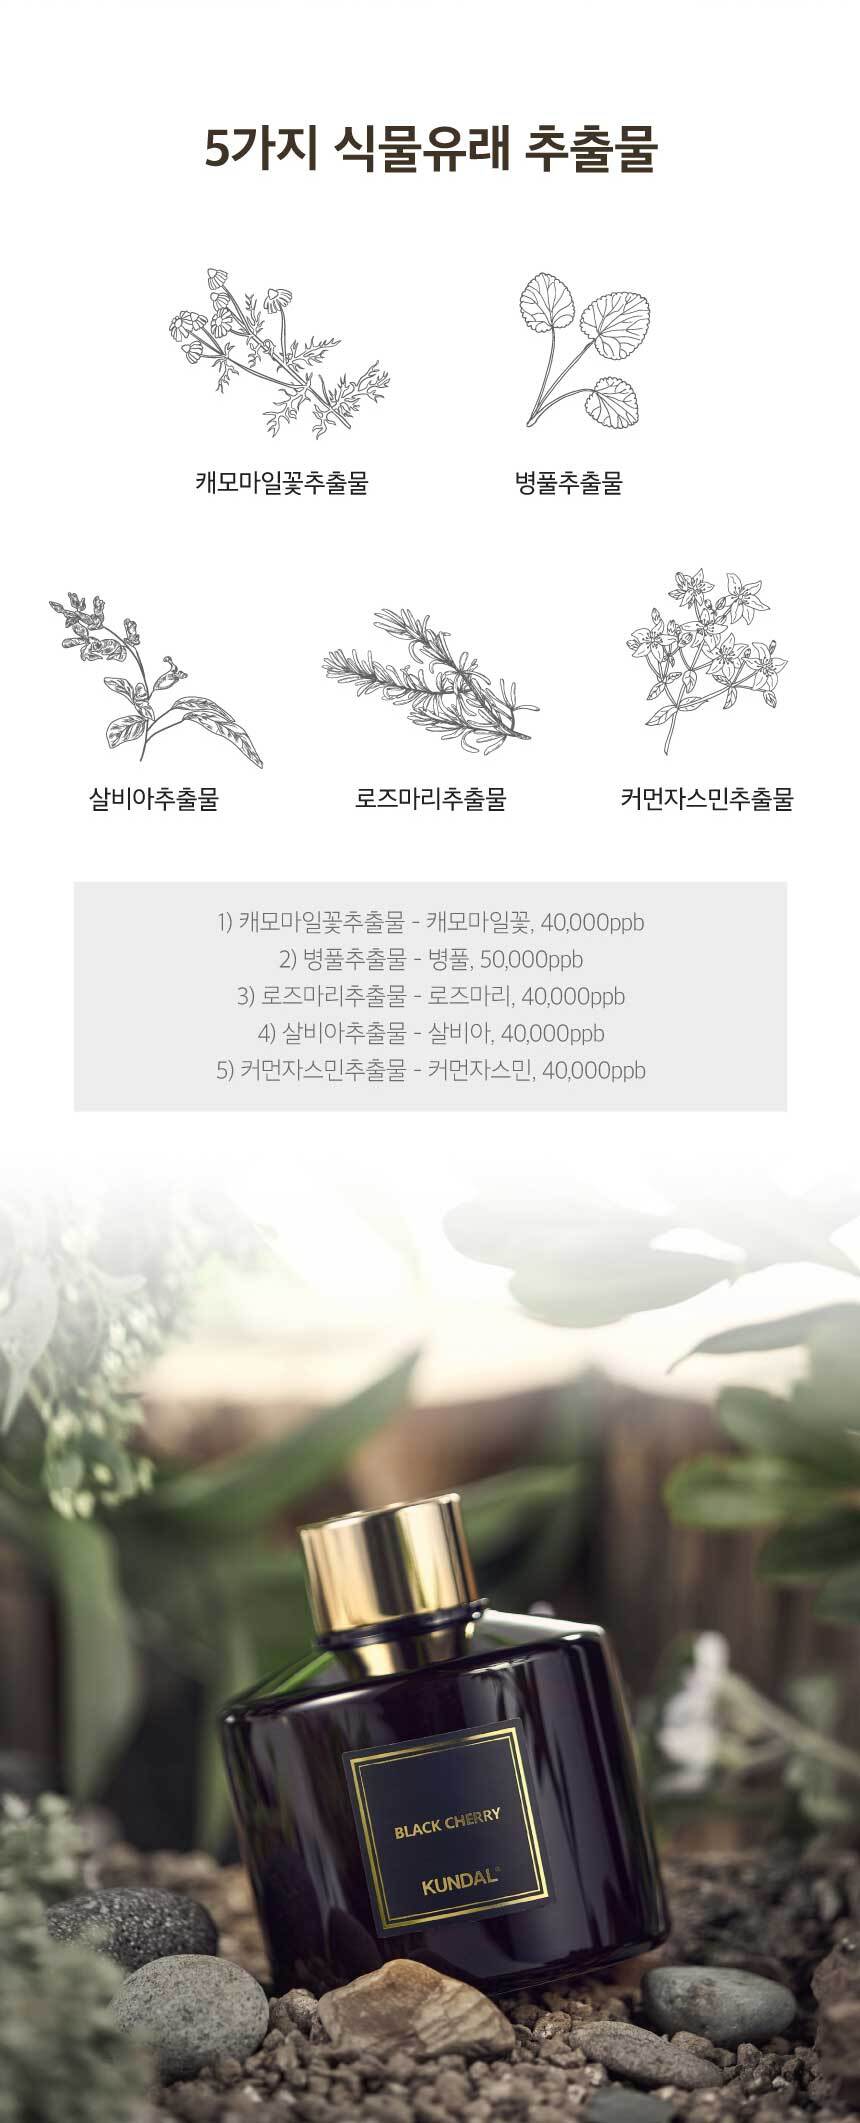 5가지 식물유래 추출물
캐모마일꽃추출물
병풀추출물
살비아추출물
로즈마리추출물
커먼자스민추출물
1) 캐모마일꽃추출물 - 캐모마일꽃, 40,000ppb
2) 병풀추출물 - 병풀, 50,000ppb
3) 로즈마리추출물 - 로즈마리, 40,000ppb
4) 살비아추출물 - 살비아, 40,000ppb
5) 커먼자스민추출물 - 커먼자스민, 40,000ppb
BLACK CHERRY
KUNDAL®